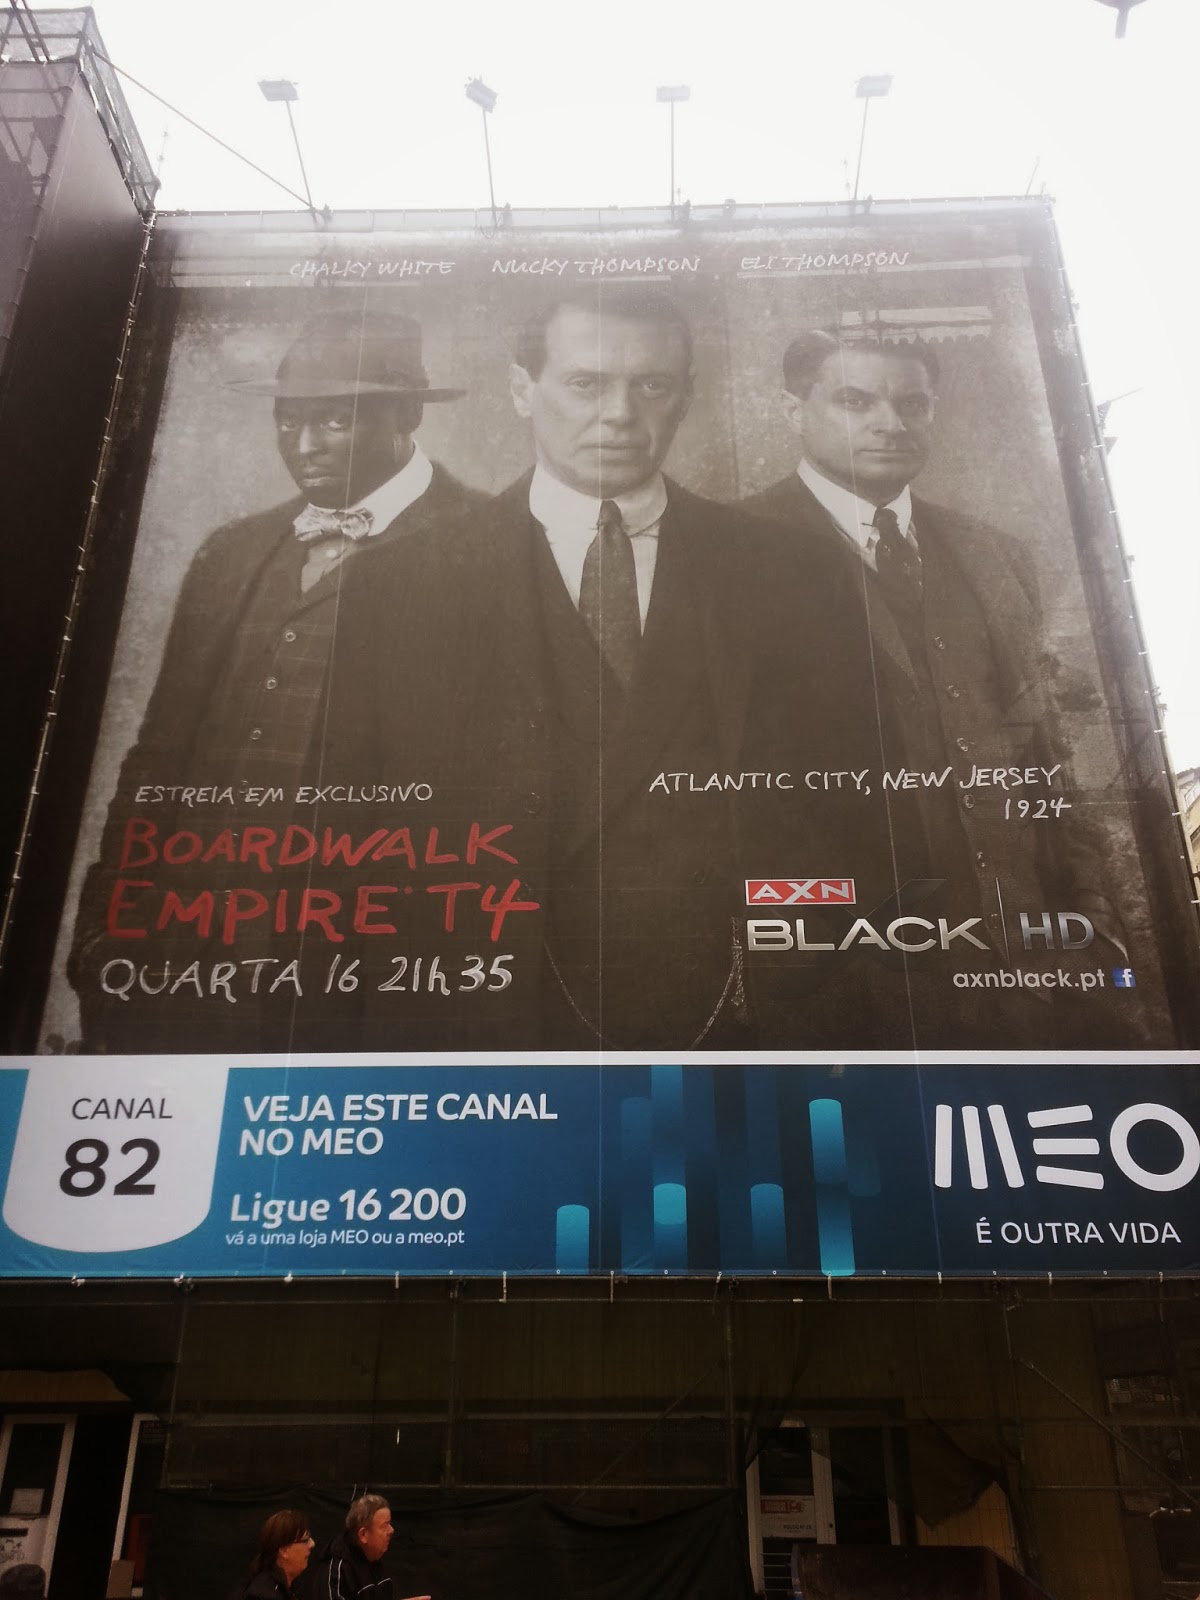 CHALKY WHITE NUCKY THOMPSON ELI THOMPSON
ESTREIA EM EXCLUSIVO
BOARDWALK
EMPIRE T4
QUARTA 16 21h35
ATLANTIC CITY, NEW JERSEY
1924
AXN
BLACK HD
axnblack.pt f
CANAL
82
VEJA ESTE CANAL
NO MEO
Ligue 16 200
vá a uma loja MEO ou a meo.pt
MEO
É OUTRA VIDA